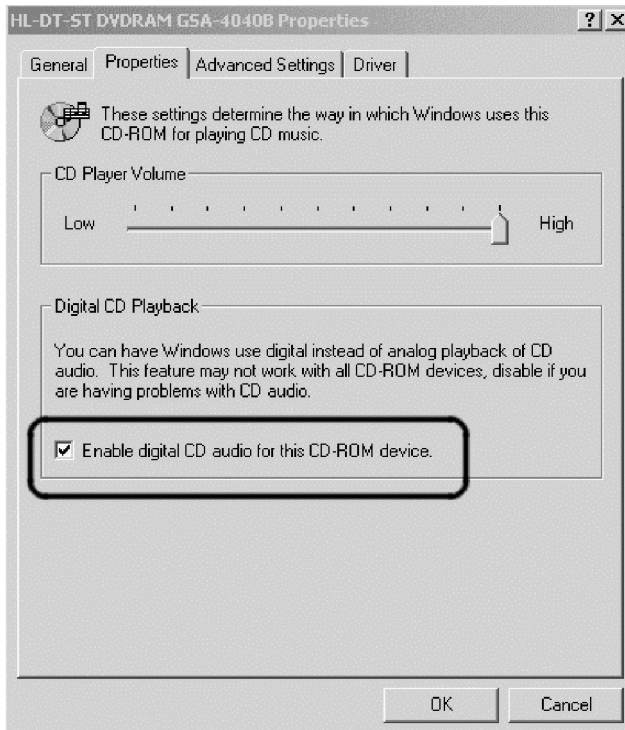 HL-DT-ST DVDRAM GSA-4040B Properties
General Properties Advanced Settings Driver
These settings determine the way in which Windows uses this
CD-ROM for playing CD music.
CD Player Volume
Low High
Digital CD Playback
You can have Windows use digital instead of analog playback of CD
audio. This feature may not work with all CD-ROM devices, disable if you
are having problems with CD audio.
Enable digital CD audio for this CD-ROM device.
OK Cancel